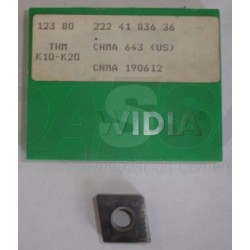 123 80 222 41 836 36
THM CNMA 643 (US)
K10-K20
CNMA 190612
WIDIA